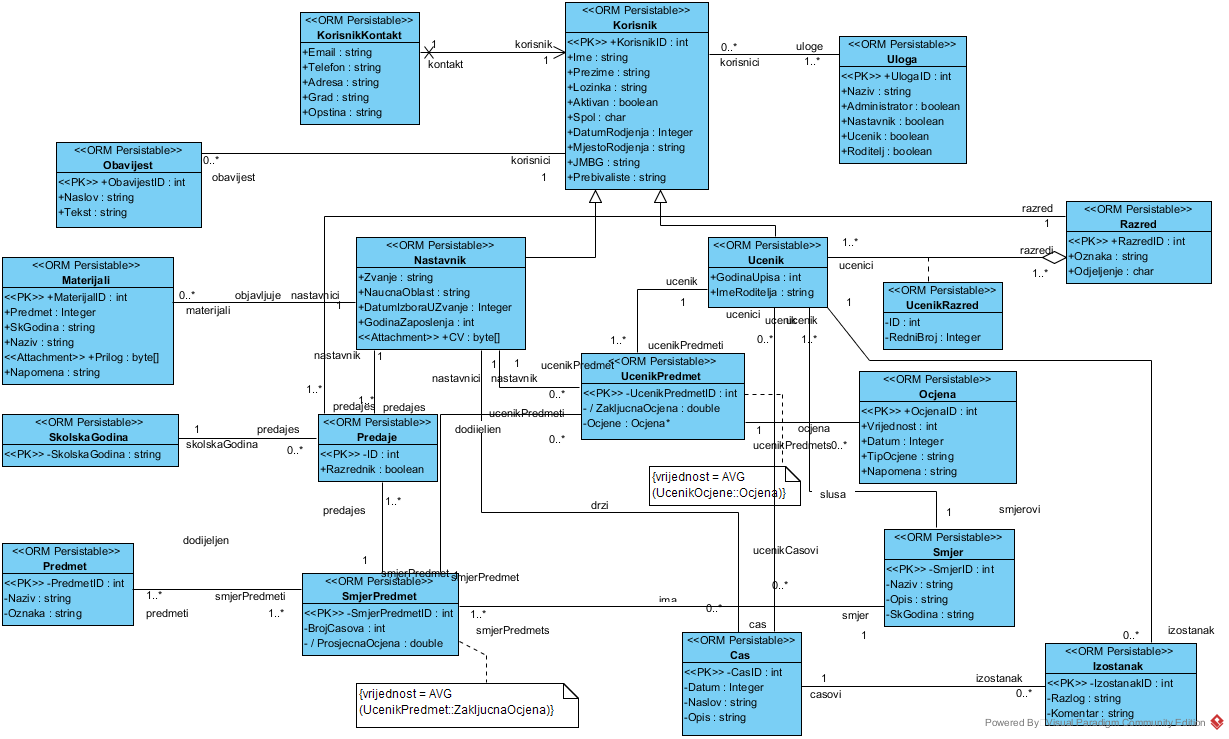 <<ORM Persistable>>
KorisnikKontakt
+Email : string
+Telefon : string
+Adresa : string
+Grad : string
+Opstina : string
1
kontakt
korisnik
1
<<ORM Persistable>>
Korisnik
<<PK>> +KorisnikID : int
+Ime : string
+Prezime : string
+Lozinka : string
+Aktivan : boolean
+Spol : char
+DatumRodjenja : Integer
+MjestoRodjenja : string
+JMBG : string
+Prebivaliste : string
0..*
korisnici
uloge
1..*
<<ORM Persistable>>
Uloga
<<PK>> +UlogaID : int
+Naziv : string
+Administrator : boolean
+Nastavnik : boolean
+Ucenik : boolean
+Roditelj : boolean
<<ORM Persistable>>
Obavijest
<<PK>> +ObavijestID : int
+Naslov : string
+Tekst : string
0..*
obavijest
korisnici
1
<<ORM Persistable>>
Razred
<<PK>> +RazredID : int
+Oznaka : string
+Odjeljenje : char
razred
1
razredi
1..*
<<ORM Persistable>>
Materijali
<<PK>> +MaterijalID : int
+Predmet : Integer
+SkGodina : string
+Naziv : string
<<Attachment>> +Prilog : byte[]
+Napomena : string
0..*
materijali
objavljuje
nastavnici
1
<<ORM Persistable>>
Nastavnik
+Zvanje : string
+NaucnaOblast : string
+DatumIzboraUZvanje : Integer
+GodinaZaposlenja : int
<<Attachment>> +CV : byte[]
<<ORM Persistable>>
Ucenik
+GodinaUpisa : int
+ImeRoditelja : string
1..*
ucenici
<<ORM Persistable>>
UcenikRazred
-ID : int
-RedniBroj : Integer
ucenik
1
1
ucenici
ucenik
ucenik
0..*
1..*
1..*
ucenikPredmeti
nastavnik
1
nastavnici
1
1
nastavnik
ucenikPredmet
0..*
<<ORM Persistable>>
UcenikPredmet
<<PK>> -UcenikPredmetID : int
- / ZakljucnaOcjena : double
-Ocjene : Ocjena*
<<ORM Persistable>>
Ocjena
<<PK>> +OcjenaID : int
+Vrijednost : int
+Datum : Integer
+TipOcjene : string
+Napomena : string
1
ocjena
ucenikPredmets
0..*
1..*
1..*
predajes
predajes
ucenikPredmeti
dodijeljen
0..*
<<ORM Persistable>>
SkolskaGodina
<<PK>> -SkolskaGodina : string
1
skolskaGodina
predajes
0..*
<<ORM Persistable>>
Predaje
<<PK>> -ID : int
+Razrednik : boolean
{vrijednost = AVG
(UcenikOcjene::Ocjena)}
1..*
predajes
drzi
slusa
1
smjerovi
dodijeljen
1
smjerPredmet
smjerPredmet
ucenikCasovi
0..*
<<ORM Persistable>>
Predmet
<<PK>> -PredmetID : int
-Naziv : string
-Oznaka : string
1..*
predmeti
smjerPredmeti
1..*
<<ORM Persistable>>
SmjerPredmet
<<PK>> -SmjerPredmetID : int
-BrojCasova : int
- / ProsjecnaOcjena : double
1..*
smjerPredmets
ima
0..*
smjer
1
<<ORM Persistable>>
Smjer
<<PK>> -SmjerID : int
-Naziv : string
-Opis : string
-SkGodina : string
cas
<<ORM Persistable>>
Cas
<<PK>> -CasID : int
-Datum : Integer
-Naslov : string
-Opis : string
1
casovi
izostanak
0..*
0..*
izostanak
<<ORM Persistable>>
Izostanak
<<PK>> -IzostanakID : int
-Razlog : string
-Komentar : string
{vrijednost = AVG
(UcenikPredmet::ZakljucnaOcjena)}
Powered By Visual Paradigm Community Edition